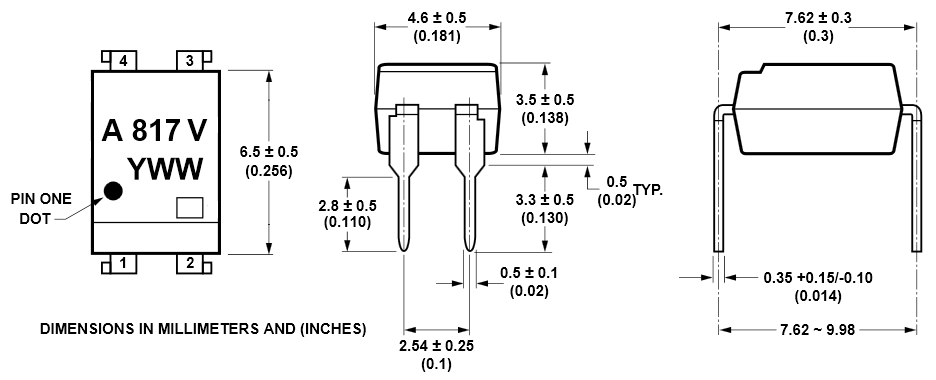 4
3
A 817 V
YWW
PIN ONE
DOT
1
2
6.5 ± 0.5
(0.256)
DIMENSIONS IN MILLIMETERS AND (INCHES)
4.6 ± 0.5
(0.181)
3.5 ± 0.5
(0.138)
0.5
(0.02)
TYP.
2.8 ± 0.5
(0.110)
3.3 ± 0.5
(0.130)
0.5 ± 0.1
(0.02)
2.54 ± 0.25
(0.1)
7.62 ± 0.3
(0.3)
0.35 +0.15/-0.10
(0.014)
7.62 ~ 9.98